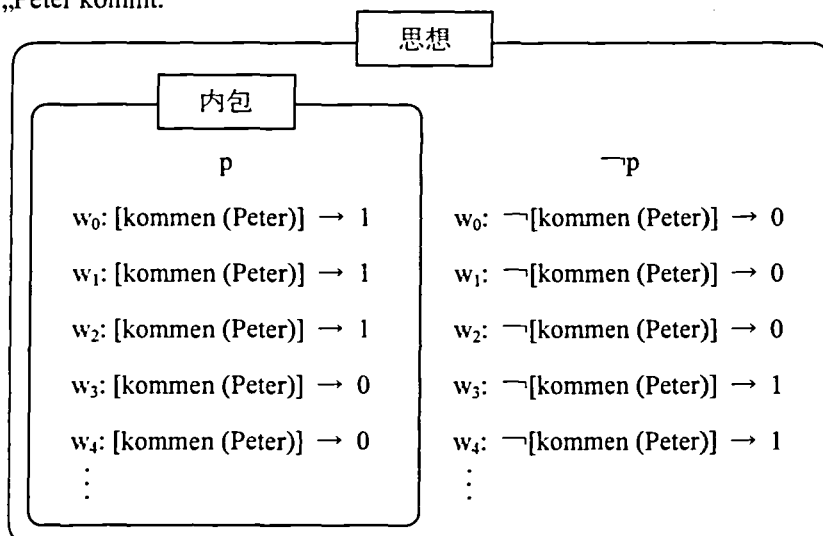 „Peter kommt.
思想
内包
p ¬p
w₀: [kommen (Peter)] → 1 w₀: ¬[kommen (Peter)] → 0
w₁: [kommen (Peter)] → 1 w₁: ¬[kommen (Peter)] → 0
w₂: [kommen (Peter)] → 1 w₂: ¬[kommen (Peter)] → 0
w₃: [kommen (Peter)] → 0 w₃: ¬[kommen (Peter)] → 1
w₄: [kommen (Peter)] → 0 w₄: ¬[kommen (Peter)] → 1
⋮ ⋮